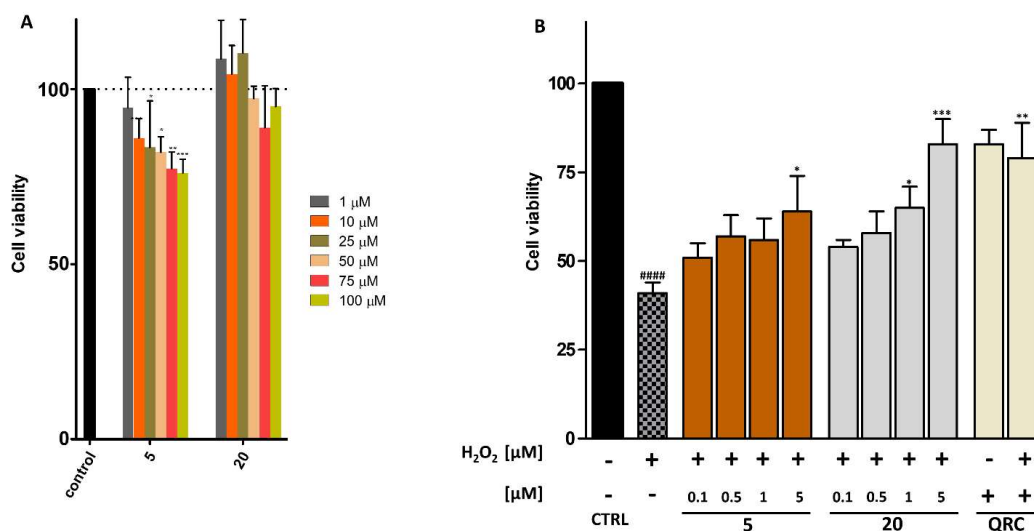 A
100
50
0
Cell viability
***
*
*
**
***
1 µM
10 µM
25 µM
50 µM
75 µM
100 µM
control
5
20
B
100
75
50
25
0
Cell viability
####
*
*
***
**
H₂O₂ [µM] - + + + + + + + + + - +
[µM] - - 0.1 0.5 1 5 0.1 0.5 1 5 + +
CTRL 5 20 QRC